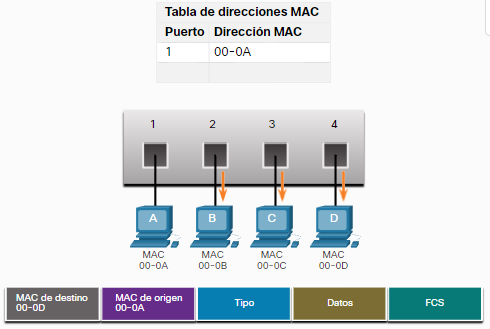 Tabla de direcciones MAC
Puerto Dirección MAC
1 00-0A
1 2 3 4
A B C D
MAC MAC MAC MAC
00-0A 00-0B 00-0C 00-0D
MAC de destino MAC de origen Tipo Datos FCS
00-0D 00-0A